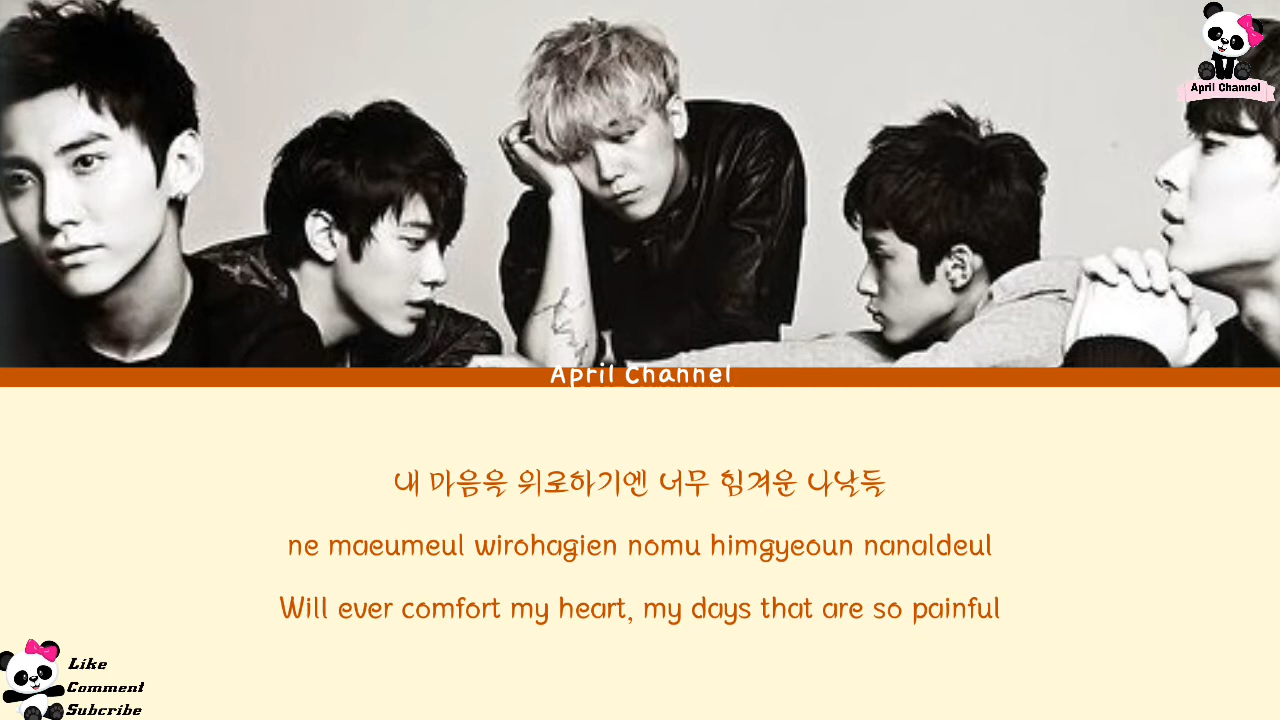 April Channel
April Channel
내 마음을 위로하기엔 너무 힘겨운 나날들
ne maeumeul wirohagien nomu himgyeoun nanaldeul
Will ever comfort my heart, my days that are so painful
Like
Comment
Subcribe